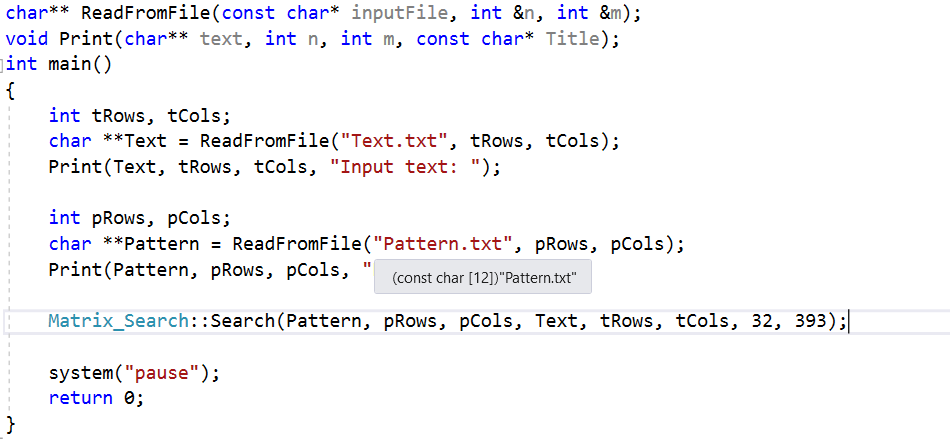 char** ReadFromFile(const char* inputFile, int &n, int &m);
void Print(char** text, int n, int m, const char* Title);
int main()
{
    int tRows, tCols;
    char **Text = ReadFromFile("Text.txt", tRows, tCols);
    Print(Text, tRows, tCols, "Input text: ");
    int pRows, pCols;
    char **Pattern = ReadFromFile("Pattern.txt", pRows, pCols);
    Print(Pattern, pRows, pCols, "
(const char [12])"Pattern.txt"
    Matrix_Search::Search(Pattern, pRows, pCols, Text, tRows, tCols, 32, 393);
    system("pause");
    return 0;
}